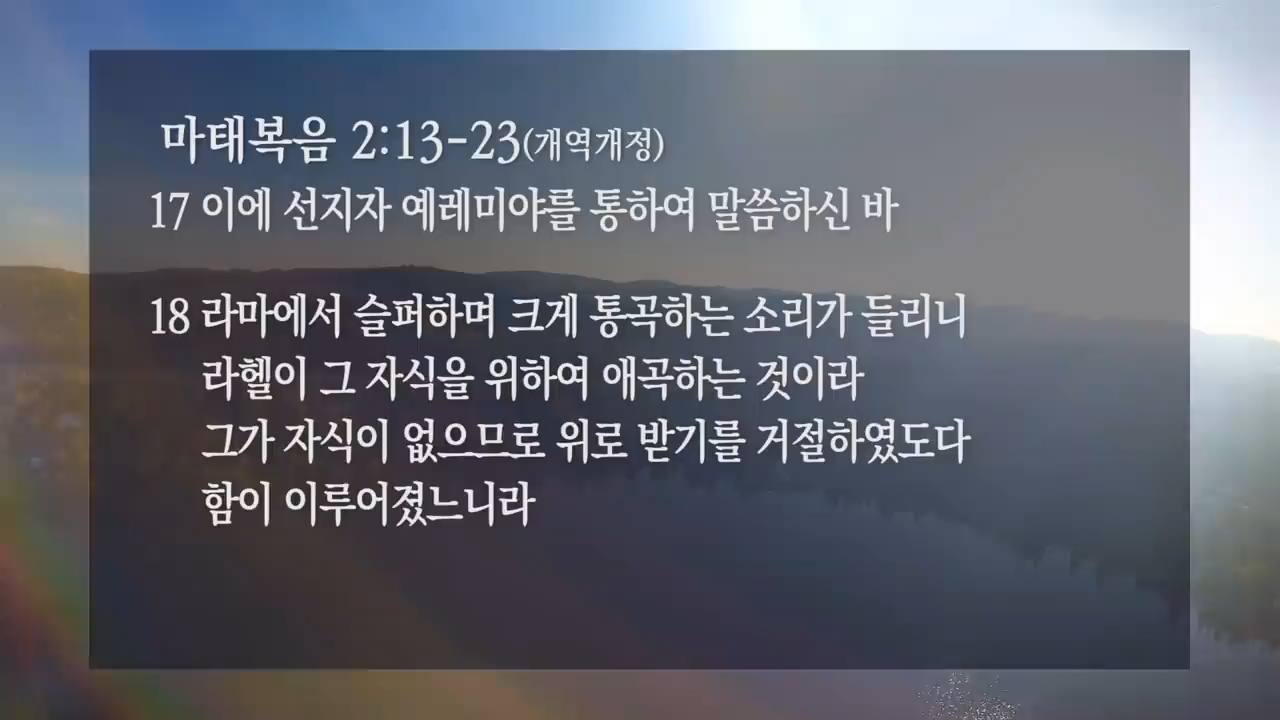 마태복음 2:13-23(개역개정)
17 이에 선지자 예레미야를 통하여 말씀하신 바
18 라마에서 슬퍼하며 크게 통곡하는 소리가 들리니
라헬이 그 자식을 위하여 애곡하는 것이라
그가 자식이 없으므로 위로 받기를 거절하였도다
함이 이루어졌느니라